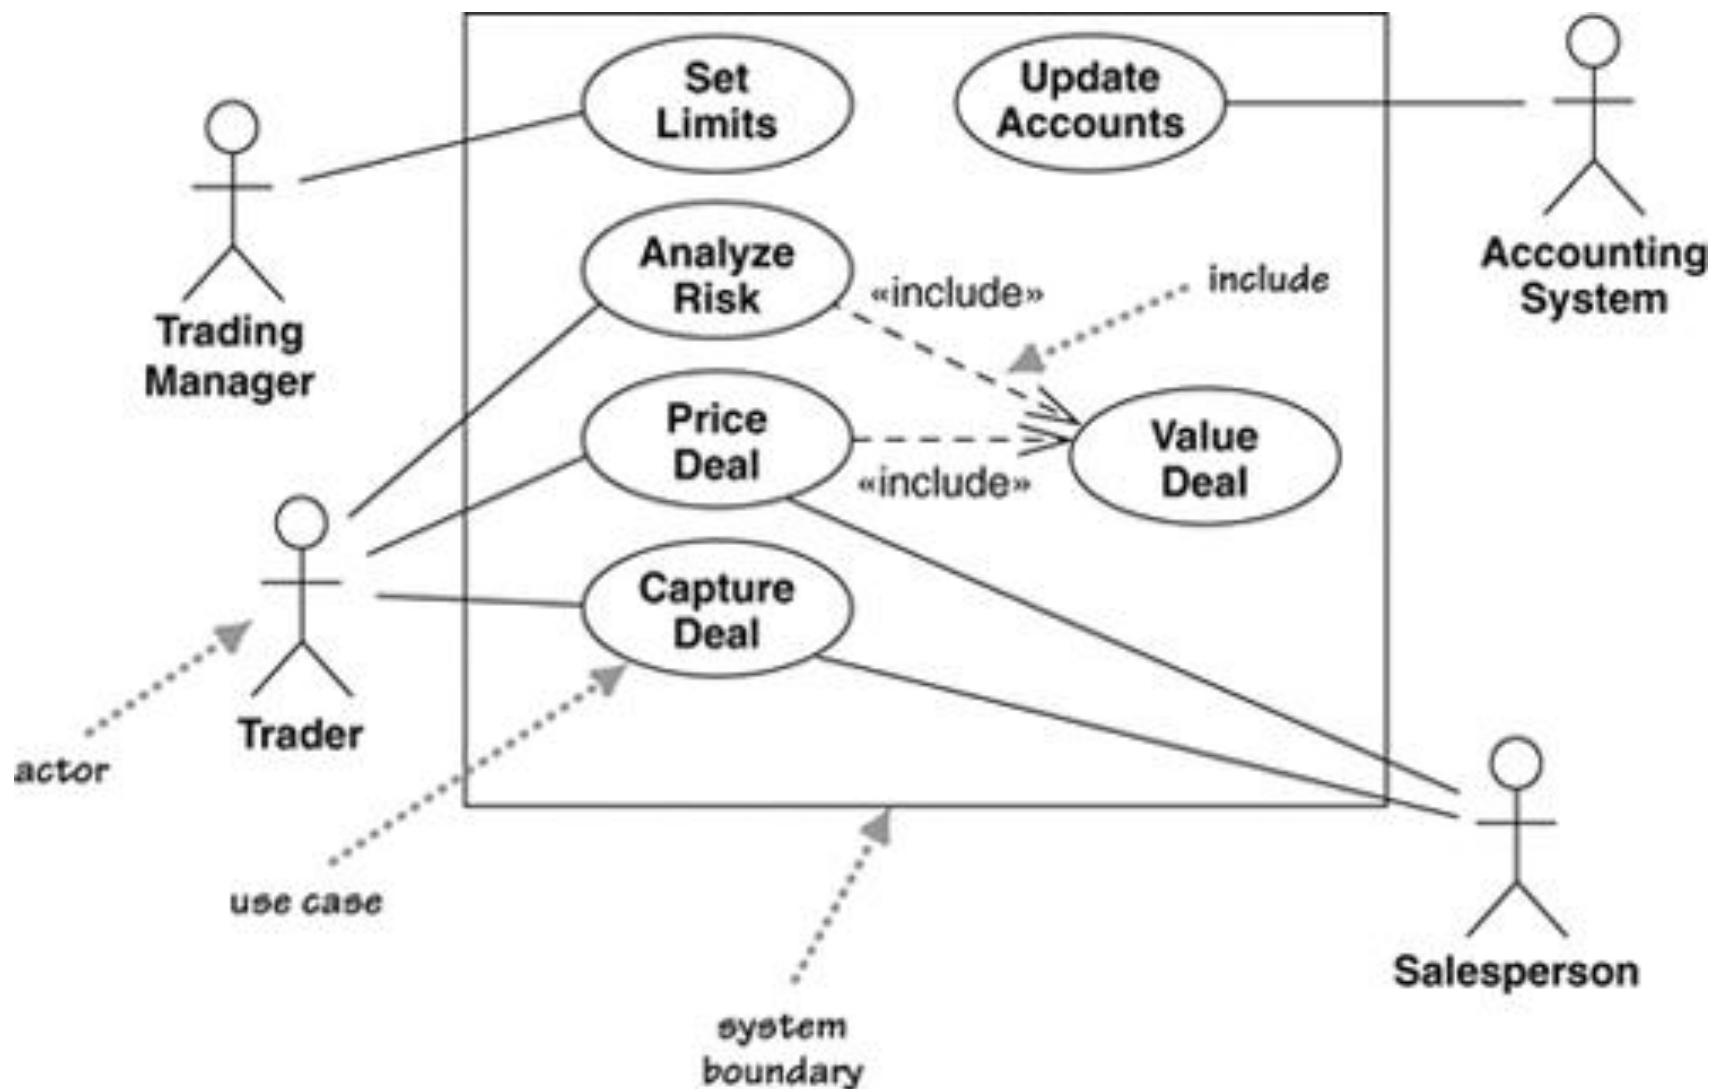 Set
Limits
Update
Accounts
Trading
Manager
Accounting
System
Analyze
Risk
«include»
include
Price
Deal
«include»
Value
Deal
Capture
Deal
Trader
actor
use case
Salesperson
system
boundary